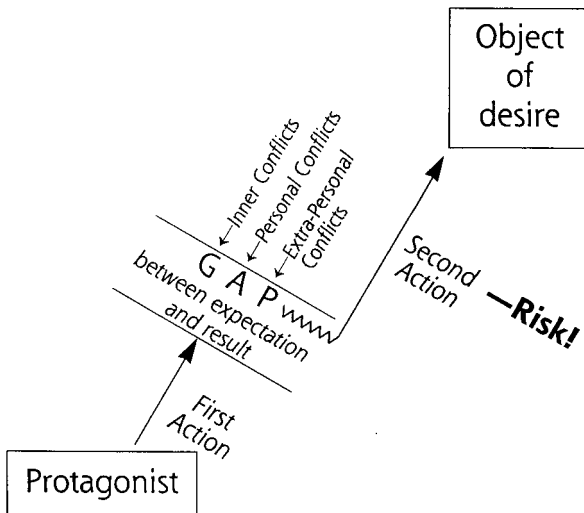 Object
of
desire
Inner Conflicts
Personal Conflicts
Extra-Personal
Conflicts
GAP
between expectation
and result
Second
Action
—Risk!
First
Action
Protagonist